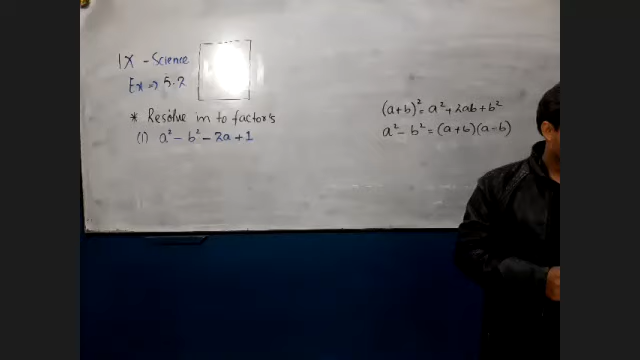 IX - Science
Ex => 5.2
* Resolve in to factors
(1) a² - b² - 2a + 1
(a+b)² = a² + 2ab + b²
a² - b² = (a+b)(a-b)